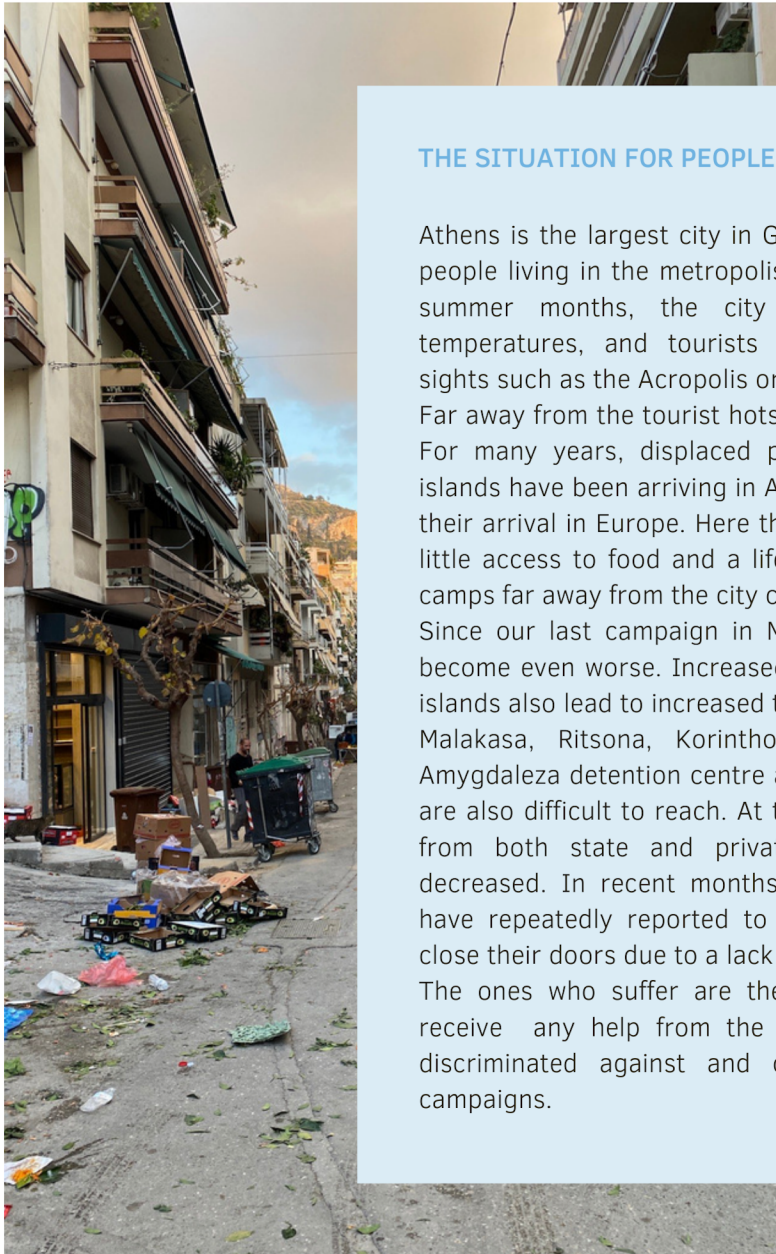 THE SITUATION FOR PEOPLE
Athens is the largest city in G
people living in the metropolis
summer months, the city
temperatures, and tourists
sights such as the Acropolis or
Far away from the tourist hots
For many years, displaced p
islands have been arriving in A
their arrival in Europe. Here th
little access to food and a life
camps far away from the city c
Since our last campaign in N
become even worse. Increased
islands also lead to increased t
Malakasa, Ritsona, Korintho
Amygdaleza detention centre a
are also difficult to reach. At t
from both state and privat
decreased. In recent months
have repeatedly reported to
close their doors due to a lack
The ones who suffer are the
receive any help from the
discriminated against and c
campaigns.